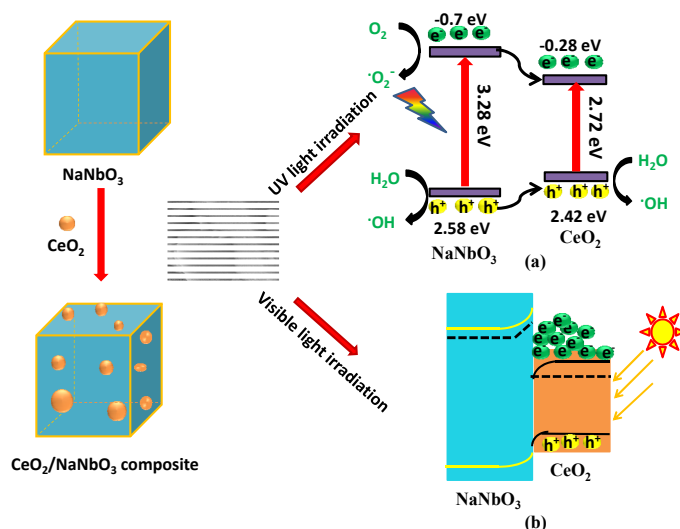 NaNbO₃
CeO₂
CeO₂/NaNbO₃ composite
UV light irradiation
Visible light irradiation
O₂
·O₂⁻
-0.7 eV
e⁻ e⁻ e⁻
3.28 eV
H₂O
·OH
h⁺ h⁺ h⁺
2.58 eV
NaNbO₃
-0.28 eV
e⁻ e⁻ e⁻
2.72 eV
H₂O
·OH
h⁺ h⁺ h⁺
2.42 eV
CeO₂
(a)
e⁻ e⁻
e⁻ e⁻ e⁻
e⁻ e⁻ e⁻
e⁻ e⁻ e⁻ e⁻
h⁺ h⁺ h⁺
CeO₂
NaNbO₃
(b)